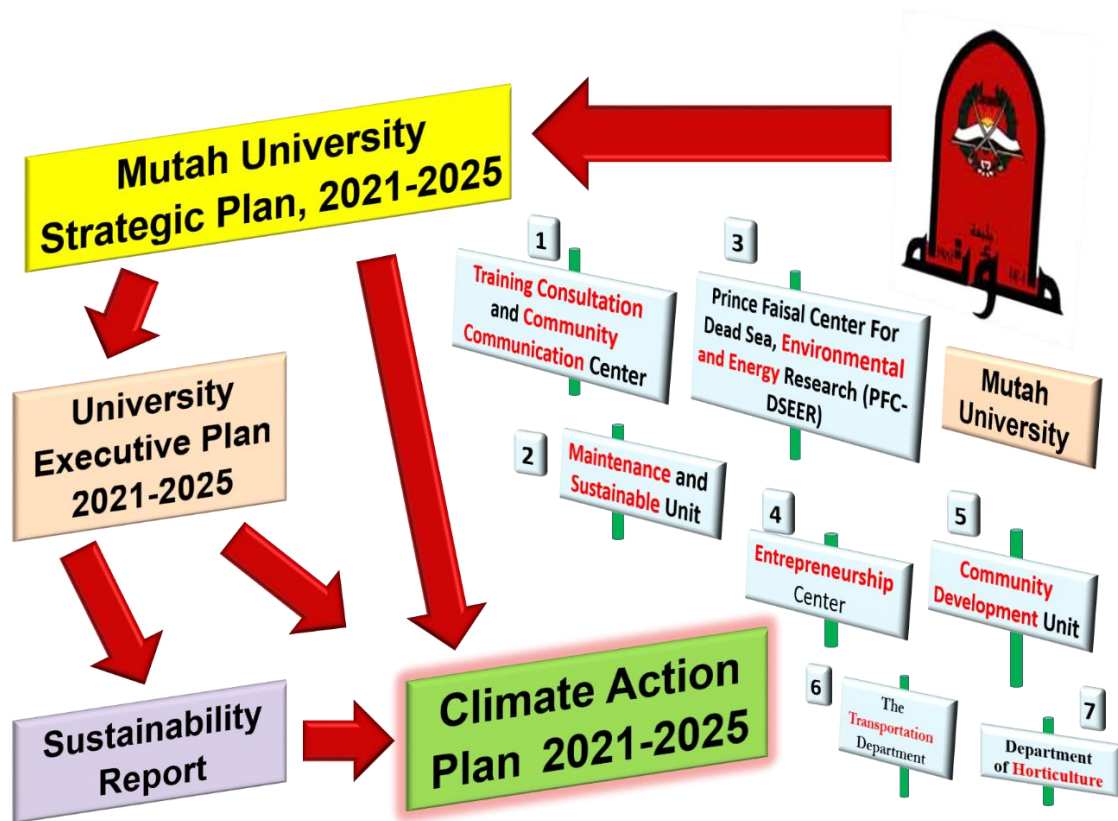 Mutah University
Strategic Plan, 2021-2025
1
Training Consultation
and Community
Communication Center
3
Prince Faisal Center For
Dead Sea, Environmental
and Energy Research (PFC-
DSEER)
Mutah
University
University
Executive Plan
2021-2025
2
Maintenance and
Sustainable Unit
4
Entrepreneurship
Center
5
Community
Development Unit
Sustainability
Report
Climate Action
Plan 2021-2025
6
The
Transportation
Department
7
Department
of Horticulture